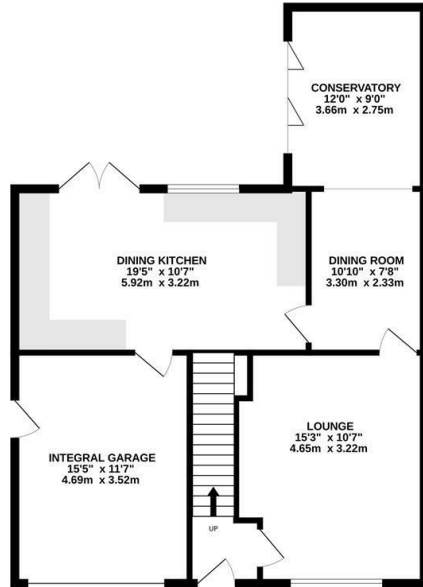 CONSERVATORY
12'0" x 9'0"
3.66m x 2.75m
DINING KITCHEN
19'5" x 10'7"
5.92m x 3.22m
DINING ROOM
10'10" x 7'8"
3.30m x 2.33m
INTEGRAL GARAGE
15'5" x 11'7"
4.69m x 3.52m
LOUNGE
15'3" x 10'7"
4.65m x 3.22m
UP